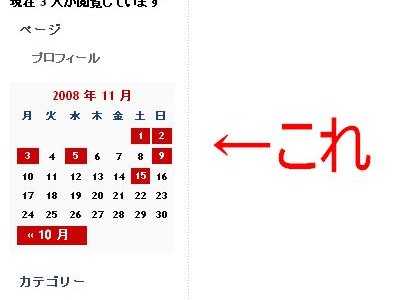 現在 3 人が閲覧しています
ページ
プロフィール
2008 年 11 月
月 火 水 木 金 土 日
1 2
3 4 5 6 7 8 9
10 11 12 13 14 15 16
17 18 19 20 21 22 23
24 25 26 27 28 29 30
« 10 月
←これ
カテゴリー